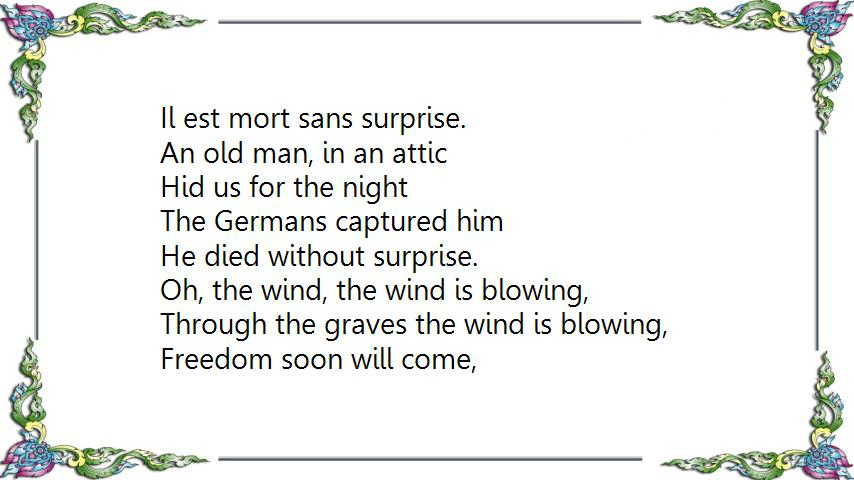 Il est mort sans surprise.
An old man, in an attic
Hid us for the night
The Germans captured him
He died without surprise.
Oh, the wind, the wind is blowing,
Through the graves the wind is blowing,
Freedom soon will come,